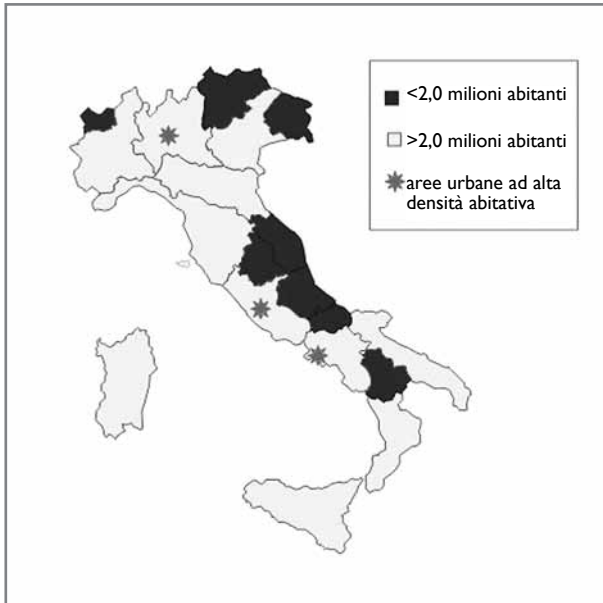 <2,0 milioni abitanti
>2,0 milioni abitanti
aree urbane ad alta
densità abitativa